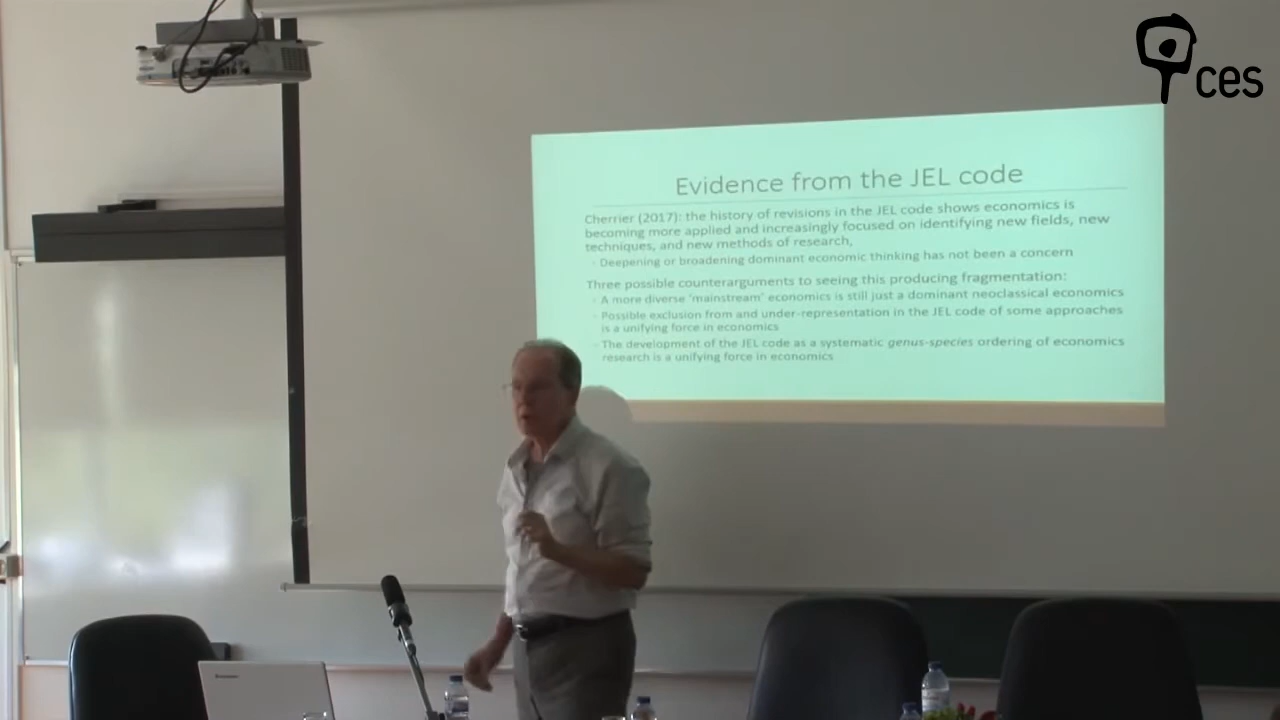 ces
Evidence from the JEL code
Cherrier (2017): the history of revisions in the JEL code shows economics is
becoming more applied and increasingly focused on identifying new fields, new
techniques, and new methods of research,
Deepening or broadening dominant economic thinking has not been a concern
Three possible counterarguments to seeing this producing fragmentation:
A more diverse 'mainstream' economics is still just a dominant neoclassical economics
Possible exclusion from and under-representation in the JEL code of some approaches
is a unifying force in economics
The development of the JEL code as a systematic genus-species ordering of economics
research is a unifying force in economics